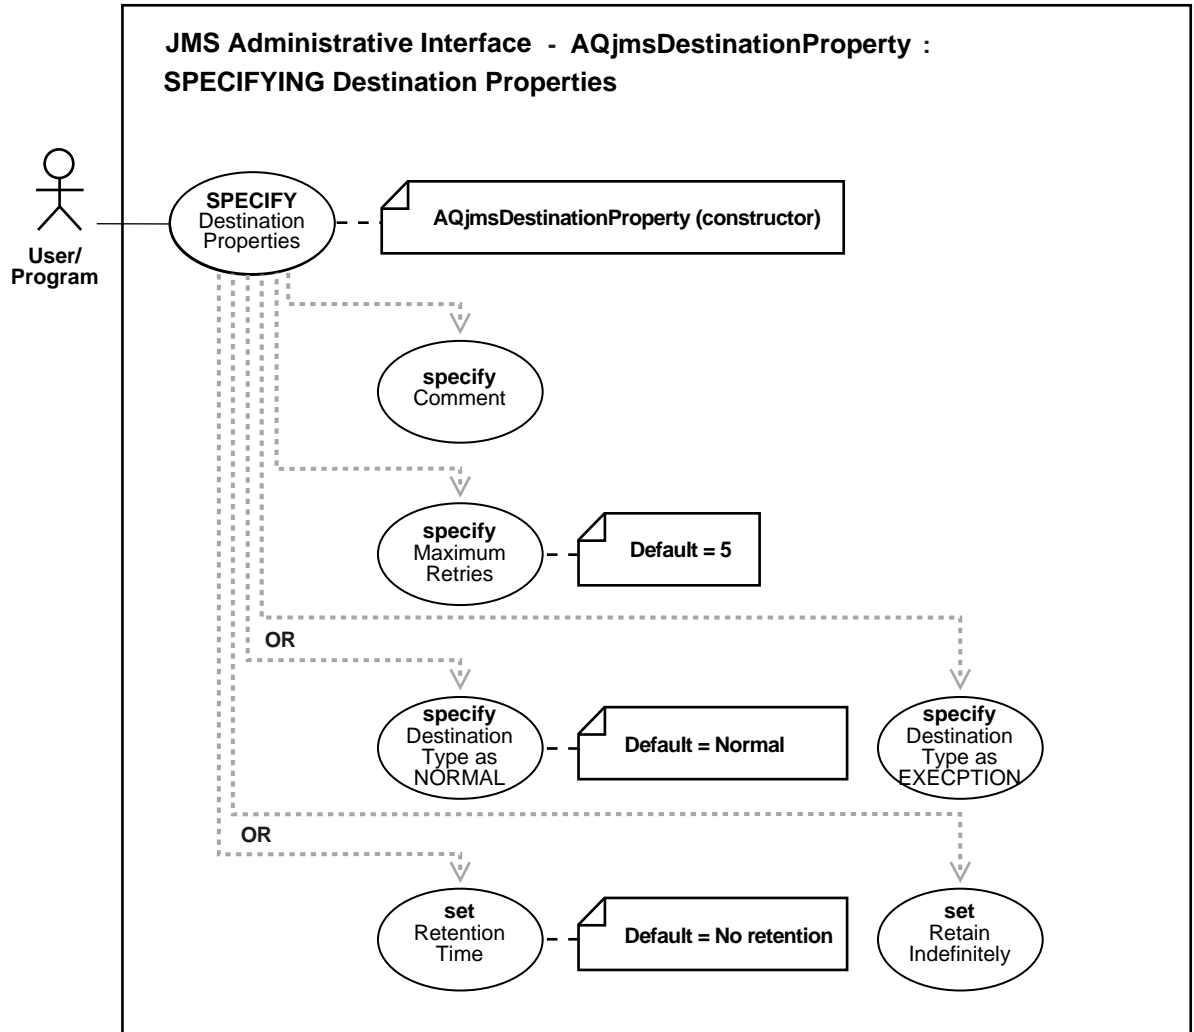 JMS Administrative Interface - AQjmsDestinationProperty :
SPECIFYING Destination Properties
User/
Program
SPECIFY
Destination
Properties
AQjmsDestinationProperty (constructor)
specify
Comment
specify
Maximum
Retries
Default = 5
OR
specify
Destination
Type as
NORMAL
Default = Normal
specify
Destination
Type as
EXECPTION
OR
set
Retention
Time
Default = No retention
set
Retain
Indefinitely